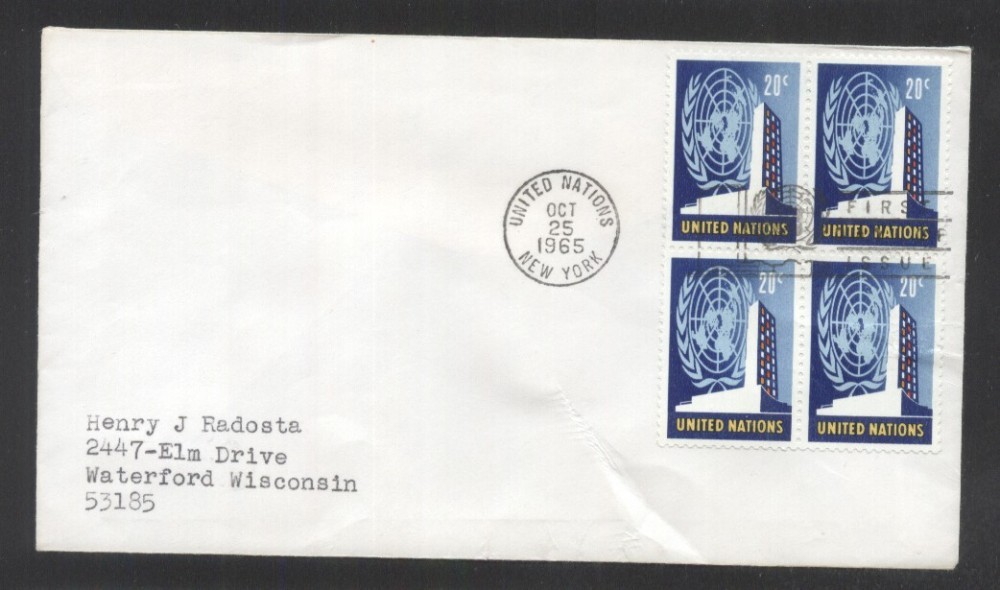 20c
20c
UNITED NATIONS
OCT
25
1965
NEW YORK
FIRST
ISSUE
UNITED NATIONS
UNITED NATIONS
20c
20c
UNITED NATIONS
UNITED NATIONS
Henry J Radosta
2447-Elm Drive
Waterford Wisconsin
53185